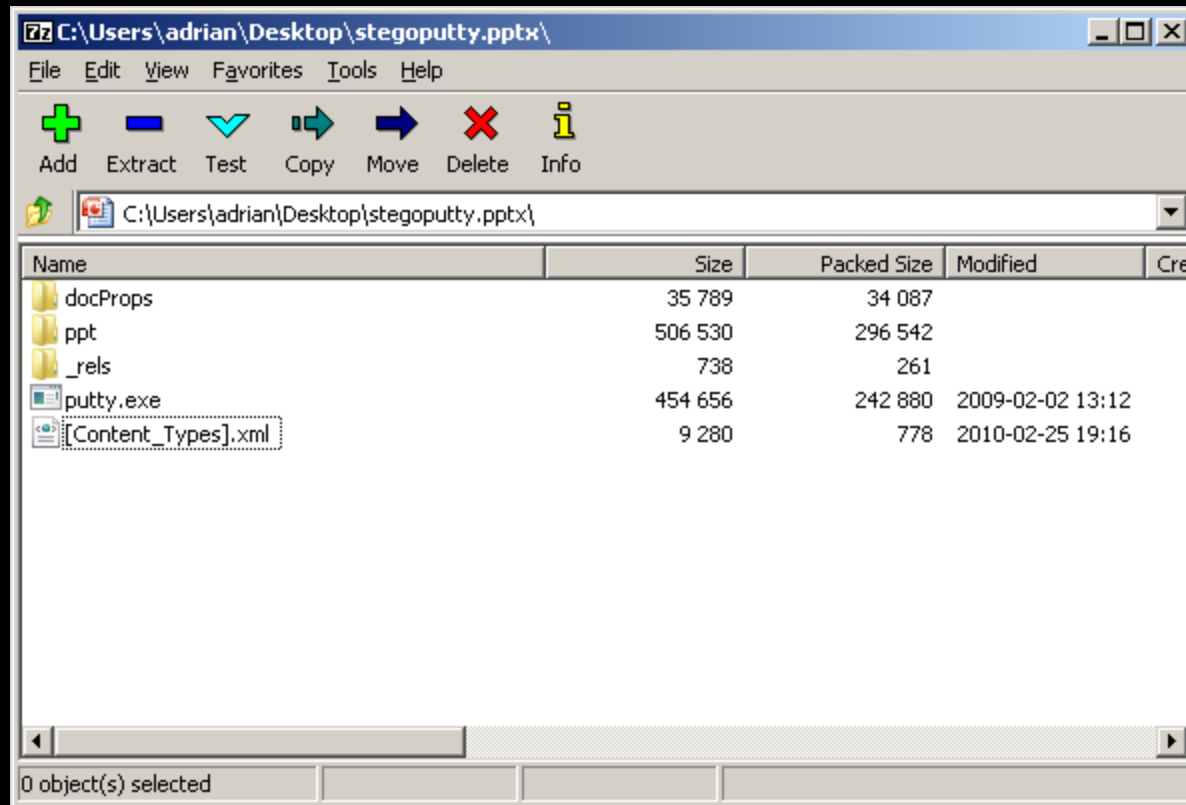 C:\Users\adrian\Desktop\stegoputty.pptx\
File Edit View Favorites Tools Help
Add Extract Test Copy Move Delete Info
C:\Users\adrian\Desktop\stegoputty.pptx\
Name Size Packed Size Modified Cre
docProps 35 789 34 087
ppt 506 530 296 542
_rels 738 261
putty.exe 454 656 242 880 2009-02-02 13:12
[Content_Types].xml 9 280 778 2010-02-25 19:16
0 object(s) selected